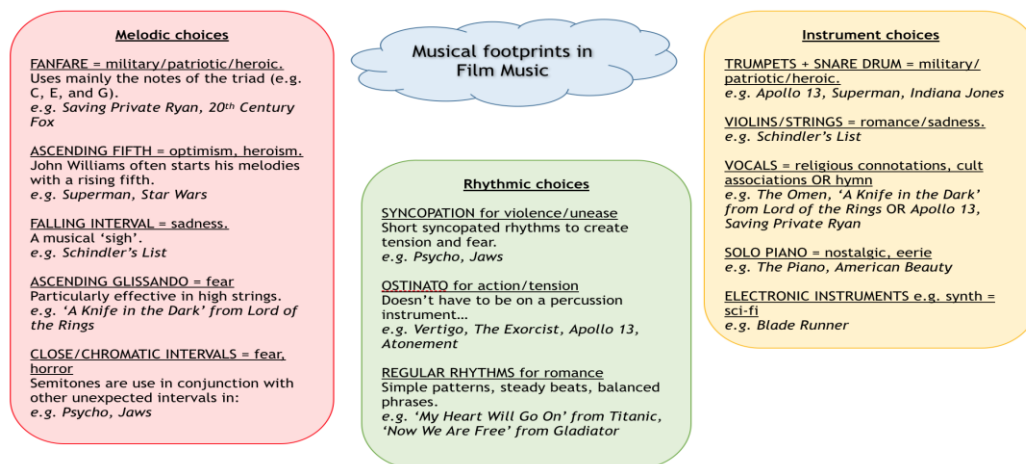 Melodic choices
FANFARE = military/patriotic/heroic.
Uses mainly the notes of the triad (e.g.
C, E, and G).
e.g. Saving Private Ryan, 20th Century
Fox
ASCENDING FIFTH = optimism, heroism.
John Williams often starts his melodies
with a rising fifth.
e.g. Superman, Star Wars
FALLING INTERVAL = sadness.
A musical ‘sigh’.
e.g. Schindler’s List
ASCENDING GLISSANDO = fear
Particularly effective in high strings.
e.g. ‘A Knife in the Dark’ from Lord of
the Rings
CLOSE/CHROMATIC INTERVALS = fear,
horror
Semitones are use in conjunction with
other unexpected intervals in:
e.g. Psycho, Jaws
Musical footprints in
Film Music
Rhythmic choices
SYNCOPATION for violence/unease
Short syncopated rhythms to create
tension and fear.
e.g. Psycho, Jaws
OSTINATO for action/tension
Doesn’t have to be on a percussion
instrument…
e.g. Vertigo, The Exorcist, Apollo 13,
Atonement
REGULAR RHYTHMS for romance
Simple patterns, steady beats, balanced
phrases.
e.g. ‘My Heart Will Go On’ from Titanic,
‘Now We Are Free’ from Gladiator
Instrument choices
TRUMPETS + SNARE DRUM = military/
patriotic/heroic.
e.g. Apollo 13, Superman, Indiana Jones
VIOLINS/STRINGS = romance/sadness.
e.g. Schindler’s List
VOCALS = religious connotations, cult
associations OR hymn
e.g. The Omen, ‘A Knife in the Dark’
from Lord of the Rings OR Apollo 13,
Saving Private Ryan
SOLO PIANO = nostalgic, eerie
e.g. The Piano, American Beauty
ELECTRONIC INSTRUMENTS e.g. synth =
sci-fi
e.g. Blade Runner